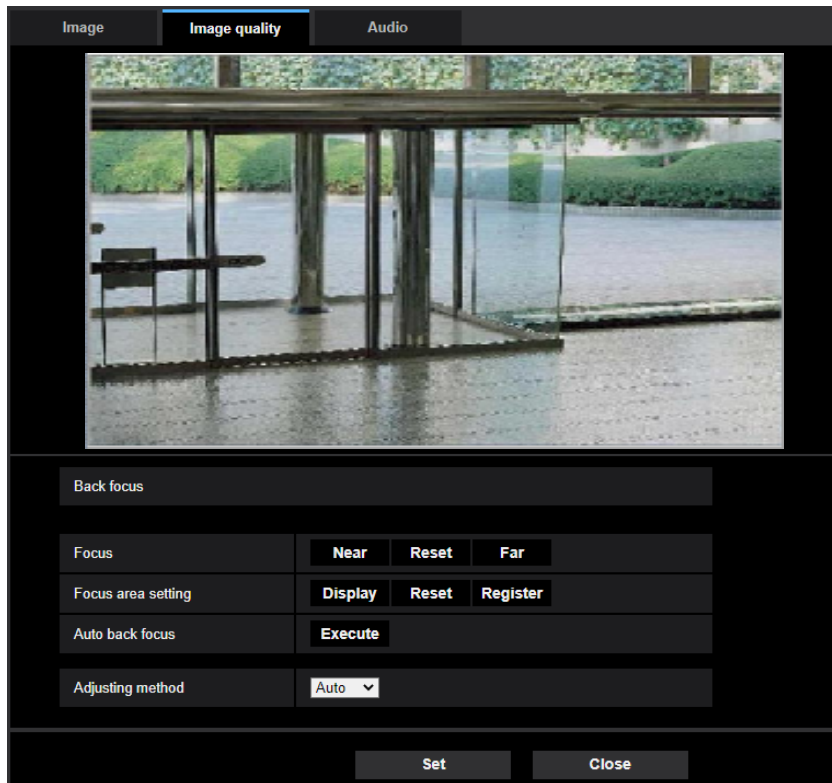 Image Image quality Audio
Back focus
Focus Near Reset Far
Focus area setting Display Reset Register
Auto back focus Execute
Adjusting method Auto
Set Close